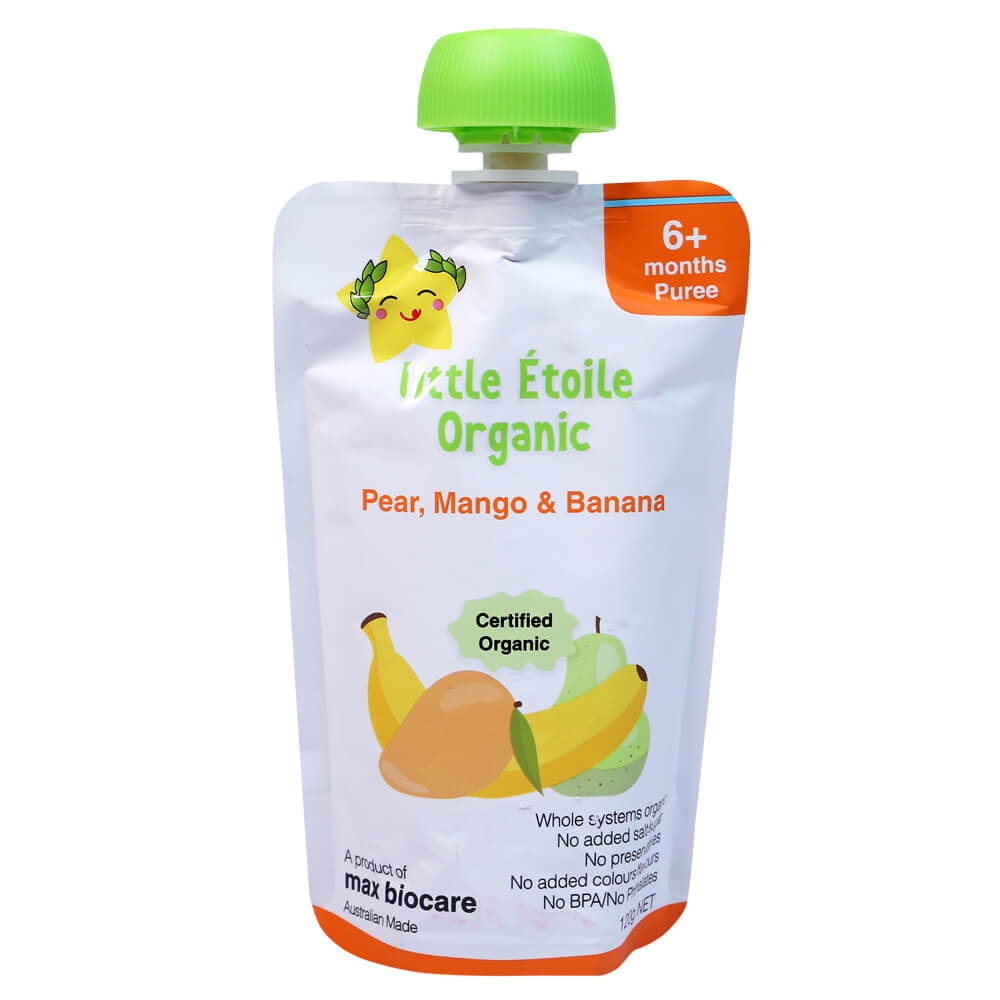 6+
months
Puree
little Étoile
Organic
Pear, Mango & Banana
Certified
Organic
Whole systems organic
No added salt/sugar
No preservatives
No added colours/flavours
No BPA/No Phthalates
120g NET
A product of
max biocare
Australian Made